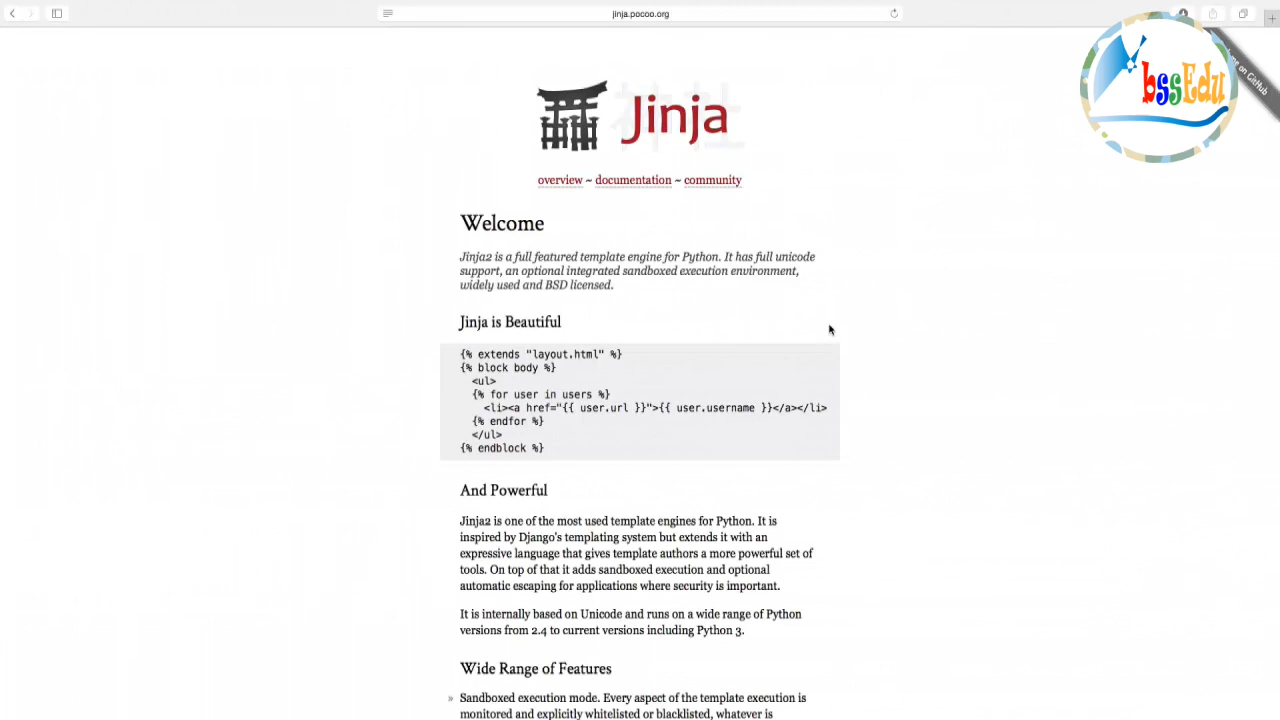 jinja.pocoo.org
bssEdu
me on GitHub
神社
Jinja
overview ~ documentation ~ community
Welcome
Jinja2 is a full featured template engine for Python. It has full unicode
support, an optional integrated sandboxed execution environment,
widely used and BSD licensed.
Jinja is Beautiful
{% extends "layout.html" %}
{% block body %}
<ul>
{% for user in users %}
<li><a href="{{ user.url }}">{{ user.username }}</a></li>
{% endfor %}
</ul>
{% endblock %}
And Powerful
Jinja2 is one of the most used template engines for Python. It is
inspired by Django's templating system but extends it with an
expressive language that gives template authors a more powerful set of
tools. On top of that it adds sandboxed execution and optional
automatic escaping for applications where security is important.
It is internally based on Unicode and runs on a wide range of Python
versions from 2.4 to current versions including Python 3.
Wide Range of Features
» Sandboxed execution mode. Every aspect of the template execution is
monitored and explicitly whitelisted or blacklisted, whatever is